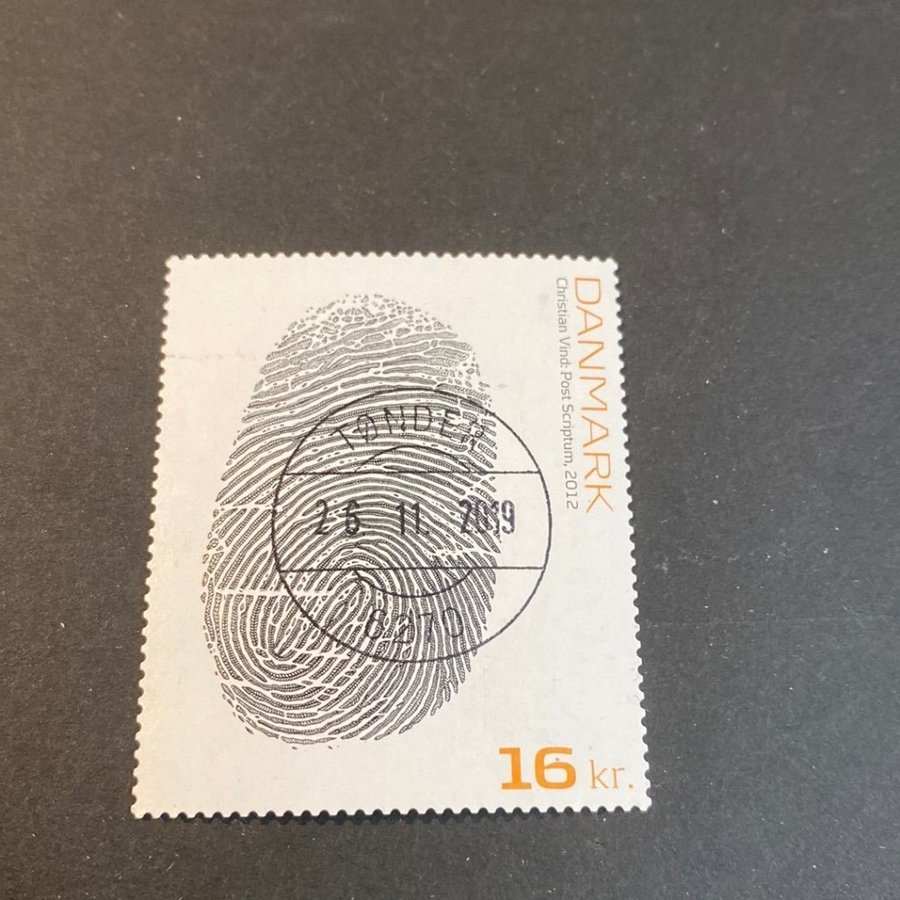 DANMARK
Christian Vind: Post Scriptum, 2012
TØNDER
26 11. 2019
6270
16 kr.